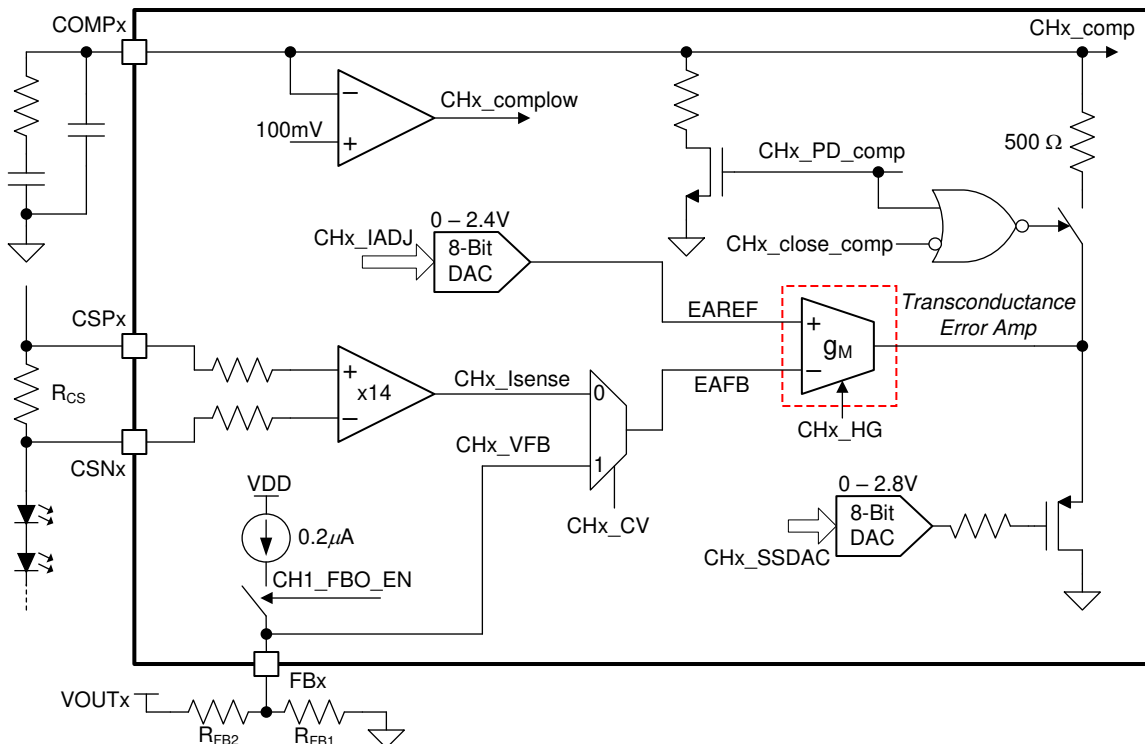 COMPx
CHx_comp
CHx_complow
100mV
−
+
500 Ω
CHx_PD_comp
0 – 2.4V
CHx_IADJ
8-Bit
DAC
CHx_close_comp
EAREF
Transconductance
Error Amp
+
gM
−
EAFB
CHx_HG
CSPx
RCS
CSNx
+
x14
−
CHx_Isense
0
CHx_VFB
1
CHx_CV
VDD
0.2µA
CH1_FBO_EN
0 – 2.8V
8-Bit
DAC
CHx_SSDAC
FBx
VOUTx
RFB2
RFB1